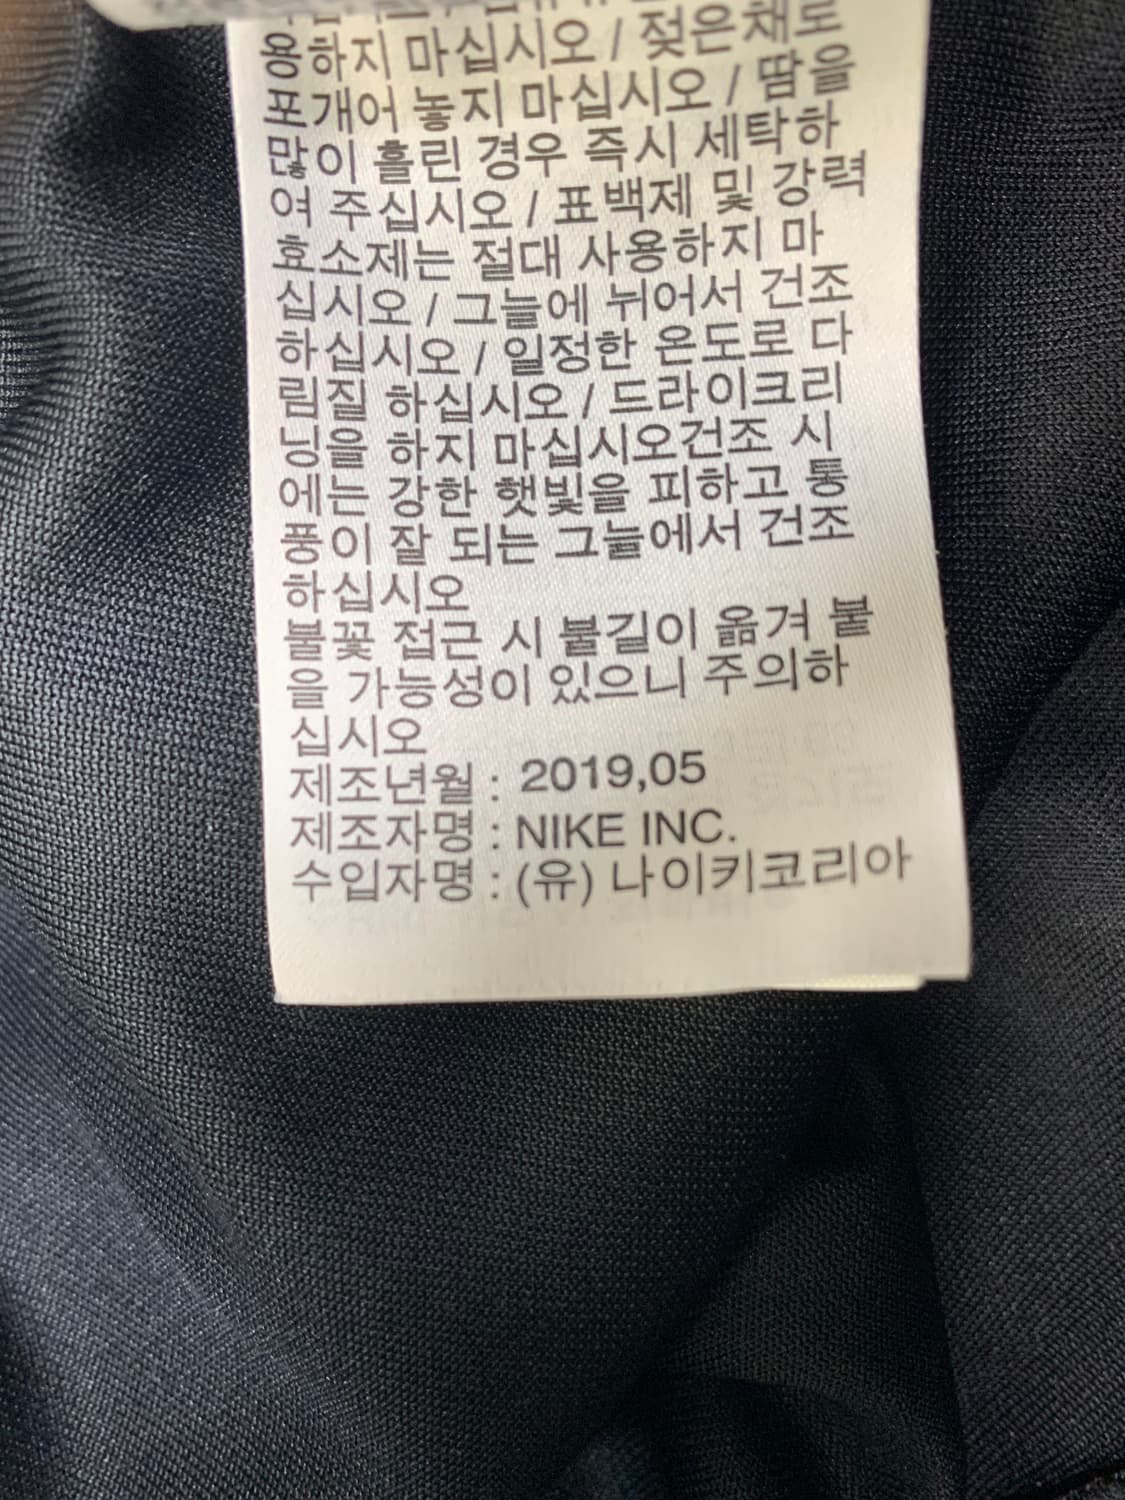 용하지 마십시오 / 젖은채로
포개어 놓지 마십시오 / 땀을
많이 흘린 경우 즉시 세탁하
여 주십시오 / 표백제 및 강력
효소제는 절대 사용하지 마
십시오 / 그늘에 뉘어서 건조
하십시오 / 일정한 온도로 다
림질 하십시오 / 드라이크리
닝을 하지 마십시오건조 시
에는 강한 햇빛을 피하고 통
풍이 잘 되는 그늘에서 건조
하십시오
불꽃 접근 시 불길이 옮겨 붙
을 가능성이 있으니 주의하
십시오
제조년월 : 2019,05
제조자명 : NIKE INC.
수입자명 : (유) 나이키코리아